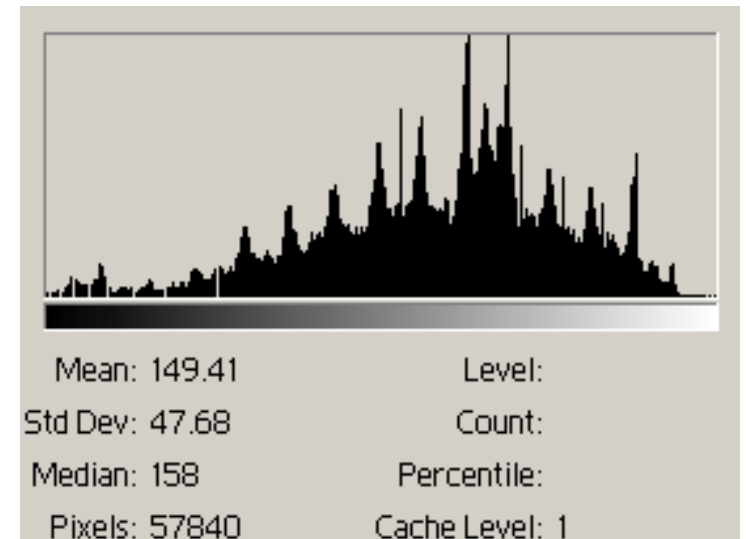 Mean: 149.41 Level:
Std Dev: 47.68 Count:
Median: 158 Percentile:
Pixels: 57840 Cache Level: 1